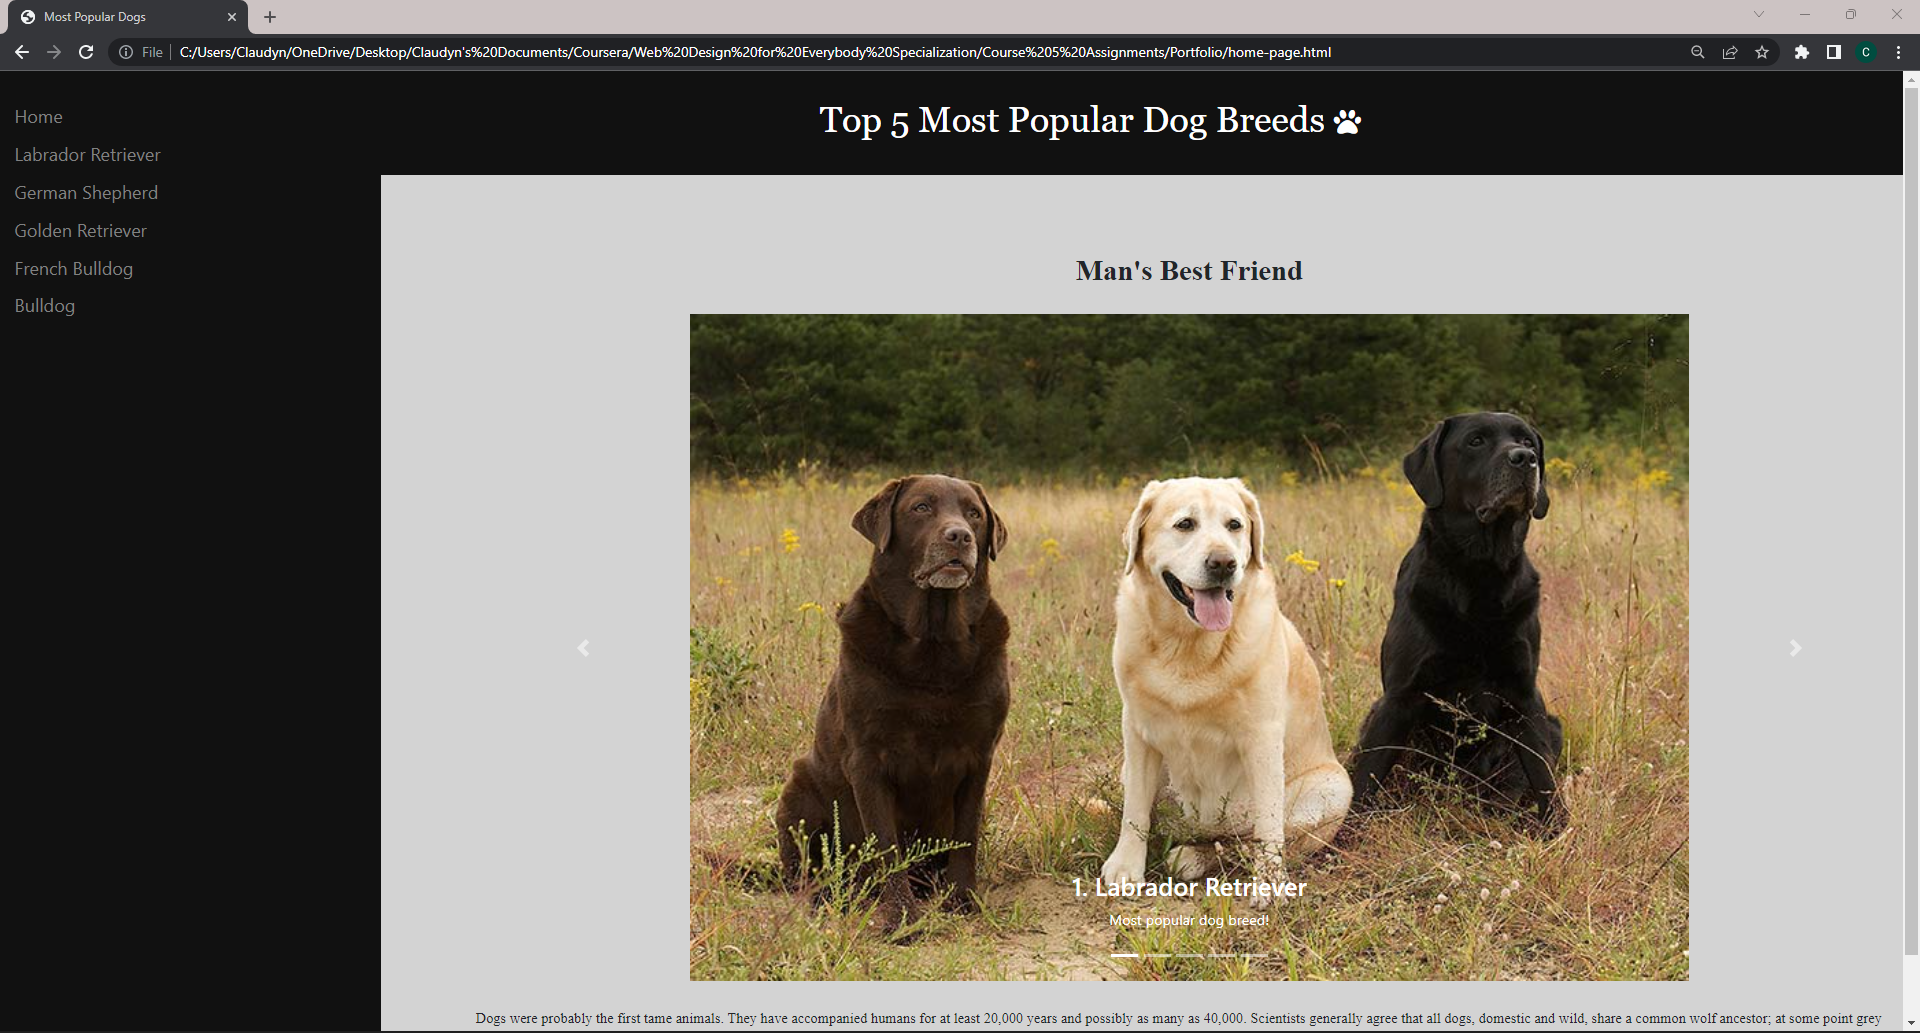 Most Popular Dogs
File
C:/Users/Claudyn/OneDrive/Desktop/Claudyn's%20Documents/Coursera/Web%20Design%20for%20Everybody%20Specialization/Course%205%20Assignments/Portfolio/home-page.html
C
Home
Labrador Retriever
German Shepherd
Golden Retriever
French Bulldog
Bulldog
Top 5 Most Popular Dog Breeds
Man's Best Friend
1. Labrador Retriever
Most popular dog breed!
Dogs were probably the first tame animals. They have accompanied humans for at least 20,000 years and possibly as many as 40,000. Scientists generally agree that all dogs, domestic and wild, share a common wolf ancestor; at some point grey